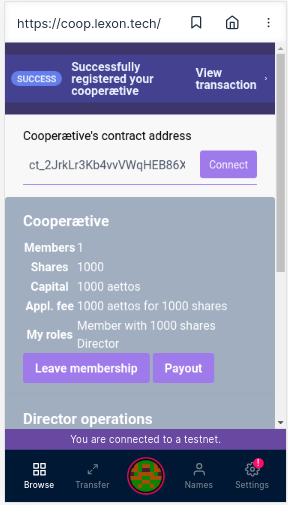 https://coop.lexon.tech/
SUCCESS
Successfully
registered your
cooperætive
View
transaction
Cooperætive's contract address
ct_2JrkLr3Kb4vvVWqHEB86X
Connect
Cooperætive
Members 1
Shares 1000
Capital 1000 aettos
Appl. fee 1000 aettos for 1000 shares
My roles Member with 1000 shares
Director
Leave membership Payout
Director operations
You are connected to a testnet.
Browse Transfer Names Settings